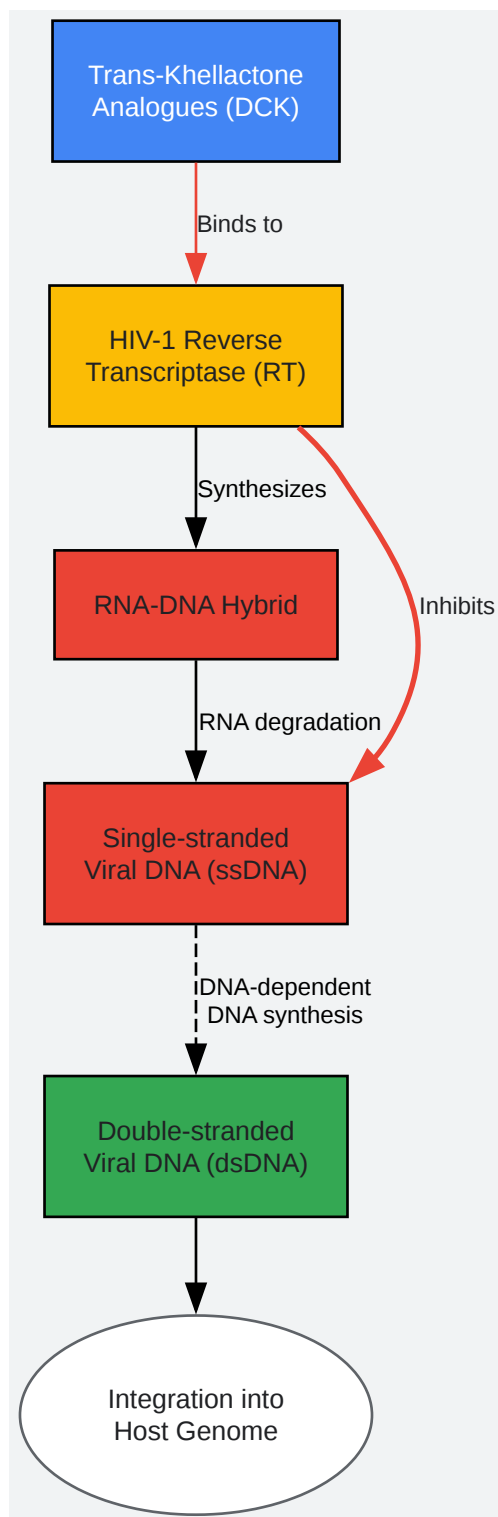 Trans-Khellactone
Analogues (DCK)
Binds to
HIV-1 Reverse
Transcriptase (RT)
Synthesizes
RNA-DNA Hybrid
Inhibits
RNA degradation
Single-stranded
Viral DNA (ssDNA)
DNA-dependent
DNA synthesis
Double-stranded
Viral DNA (dsDNA)
Integration into
Host Genome